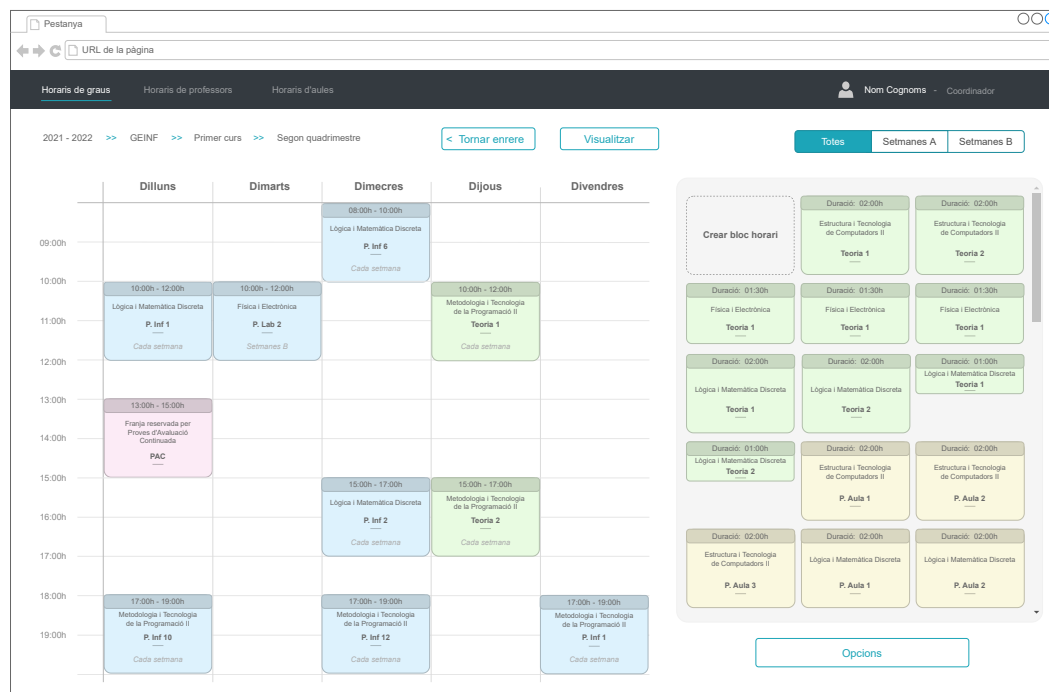 Pestanya
URL de la pàgina
Horaris de graus
Horaris de professors
Horaris d'aules
Nom Cognoms - Coordinador
2021 - 2022 >> GEINF >> Primer curs >> Segon quadrimestre
< Tornar enrere
Visualitzar
Totes
Setmanes A
Setmanes B
Dilluns
Dimarts
Dimecres
Dijous
Divendres
09:00h
10:00h
11:00h
12:00h
13:00h
14:00h
15:00h
16:00h
17:00h
18:00h
19:00h
10:00h - 12:00h
Lògica i Matemàtica Discreta
P. Inf 1
Cada setmana
13:00h - 15:00h
Franja reservada per
Proves d'Avaluació
Continuada
PAC
17:00h - 19:00h
Metodologia i Tecnologia
de la Programació II
P. Inf 10
Cada setmana
10:00h - 12:00h
Física i Electrònica
P. Lab 2
Setmanes B
08:00h - 10:00h
Lògica i Matemàtica Discreta
P. Inf 6
Cada setmana
15:00h - 17:00h
Lògica i Matemàtica Discreta
P. Inf 2
Cada setmana
17:00h - 19:00h
Metodologia i Tecnologia
de la Programació II
P. Inf 12
Cada setmana
10:00h - 12:00h
Metodologia i Tecnologia
de la Programació II
Teoria 1
Cada setmana
15:00h - 17:00h
Metodologia i Tecnologia
de la Programació II
Teoria 2
Cada setmana
17:00h - 19:00h
Metodologia i Tecnologia
de la Programació II
P. Inf 1
Cada setmana
Crear bloc horari
Duració: 02:00h
Estructura i Tecnologia
de Computadors II
Teoria 1
Duració: 02:00h
Estructura i Tecnologia
de Computadors II
Teoria 2
Duració: 01:30h
Física i Electrònica
Teoria 1
Duració: 01:30h
Física i Electrònica
Teoria 1
Duració: 01:30h
Física i Electrònica
Teoria 1
Duració: 02:00h
Lògica i Matemàtica Discreta
Teoria 1
Duració: 02:00h
Lògica i Matemàtica Discreta
Teoria 2
Duració: 01:00h
Lògica i Matemàtica Discreta
Teoria 1
Duració: 01:00h
Lògica i Matemàtica Discreta
Teoria 2
Duració: 02:00h
Estructura i Tecnologia
de Computadors II
P. Aula 1
Duració: 02:00h
Estructura i Tecnologia
de Computadors II
P. Aula 2
Duració: 02:00h
Estructura i Tecnologia
de Computadors II
P. Aula 3
Duració: 02:00h
Lògica i Matemàtica Discreta
P. Aula 1
Duració: 02:00h
Lògica i Matemàtica Discreta
P. Aula 2
Opcions